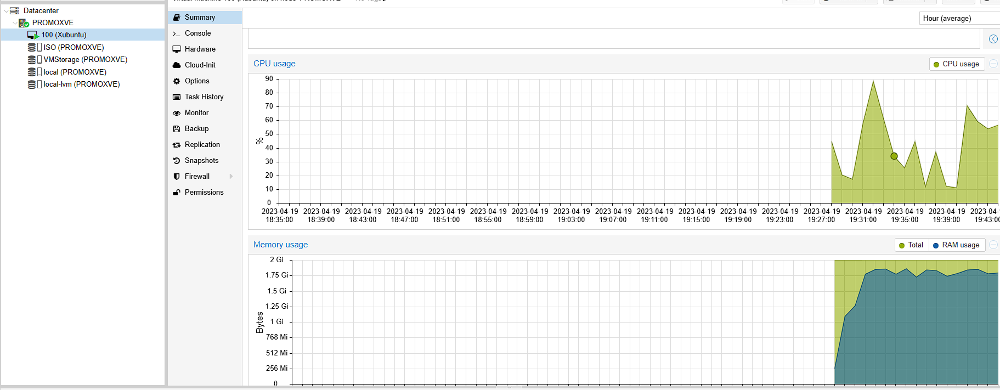 Datacenter
PROMOXVE
100 (Xubuntu)
ISO (PROMOXVE)
VMStorage (PROMOXVE)
local (PROMOXVE)
local-lvm (PROMOXVE)
Summary
Console
Hardware
Cloud-Init
Options
Task History
Monitor
Backup
Replication
Snapshots
Firewall
Permissions
Hour (average)
CPU usage
CPU usage
%
90
80
70
60
50
40
30
20
10
0
2023-04-19 2023-04-19 2023-04-19 2023-04-19 2023-04-19 2023-04-19 2023-04-19 2023-04-19 2023-04-19 2023-04-19 2023-04-19 2023-04-19 2023-04-19 2023-04-19 2023-04-19 2023-04-19 2023-04-19 2023-04-
18:35:00 18:39:00 18:43:00 18:47:00 18:51:00 18:55:00 18:59:00 19:03:00 19:07:00 19:11:00 19:15:00 19:19:00 19:23:00 19:27:00 19:31:00 19:35:00 19:39:00 19:43:00
Memory usage
Total RAM usage
Bytes
2 Gi
1.75 Gi
1.5 Gi
1.25 Gi
1 Gi
768 Mi
512 Mi
256 Mi
0